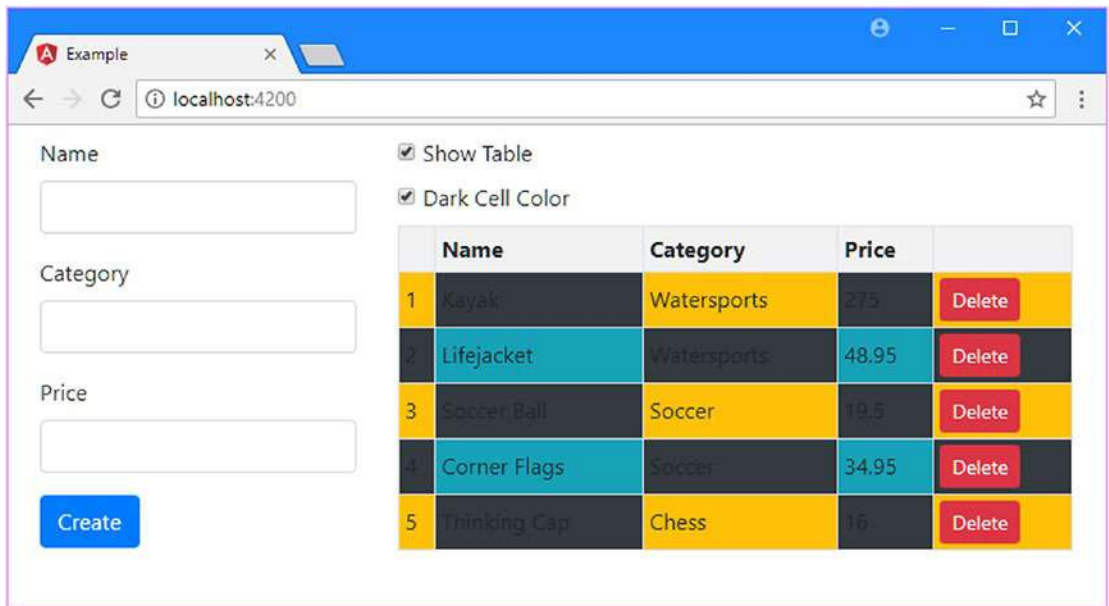 Example
localhost:4200
Name
Category
Price
Create
Show Table
Dark Cell Color
Name Category Price
1 Kayak Watersports 275 Delete
2 Lifejacket Watersports 48.95 Delete
3 Soccer Ball Soccer 19.5 Delete
4 Corner Flags Soccer 34.95 Delete
5 Thinking Cap Chess 16 Delete